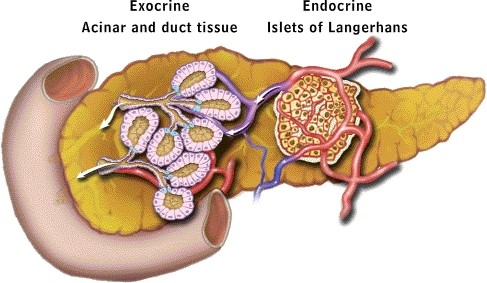 Exocrine
Acinar and duct tissue
Endocrine
Islets of Langerhans